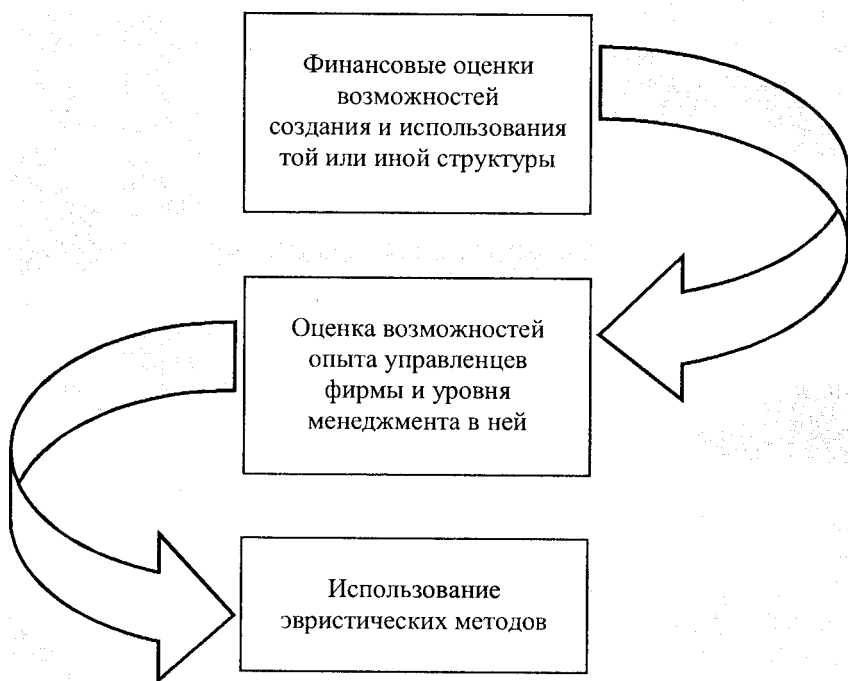 Финансовые оценки
возможностей
создания и использования
той или иной структуры
Оценка возможностей
опыта управленцев
фирмы и уровня
менеджмента в ней
Использование
эвристических методов